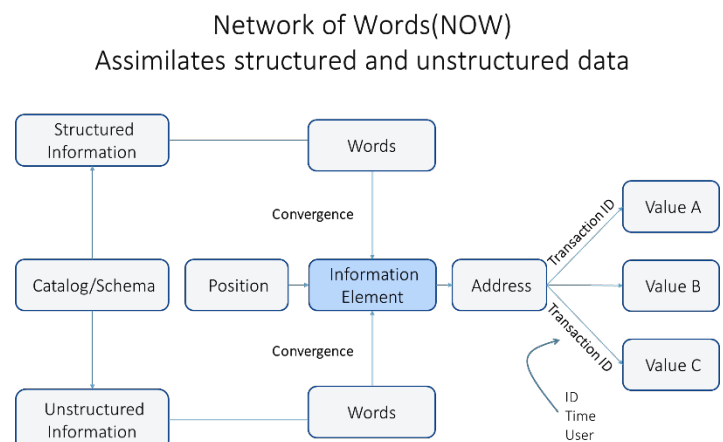 Network of Words(NOW)
Assimilates structured and unstructured data
Structured
Information
Words
Convergence
Transaction ID
Value A
Catalog/Schema
Position
Information
Element
Address
Value B
Convergence
Transaction ID
Value C
Unstructured
Information
Words
ID
Time
User